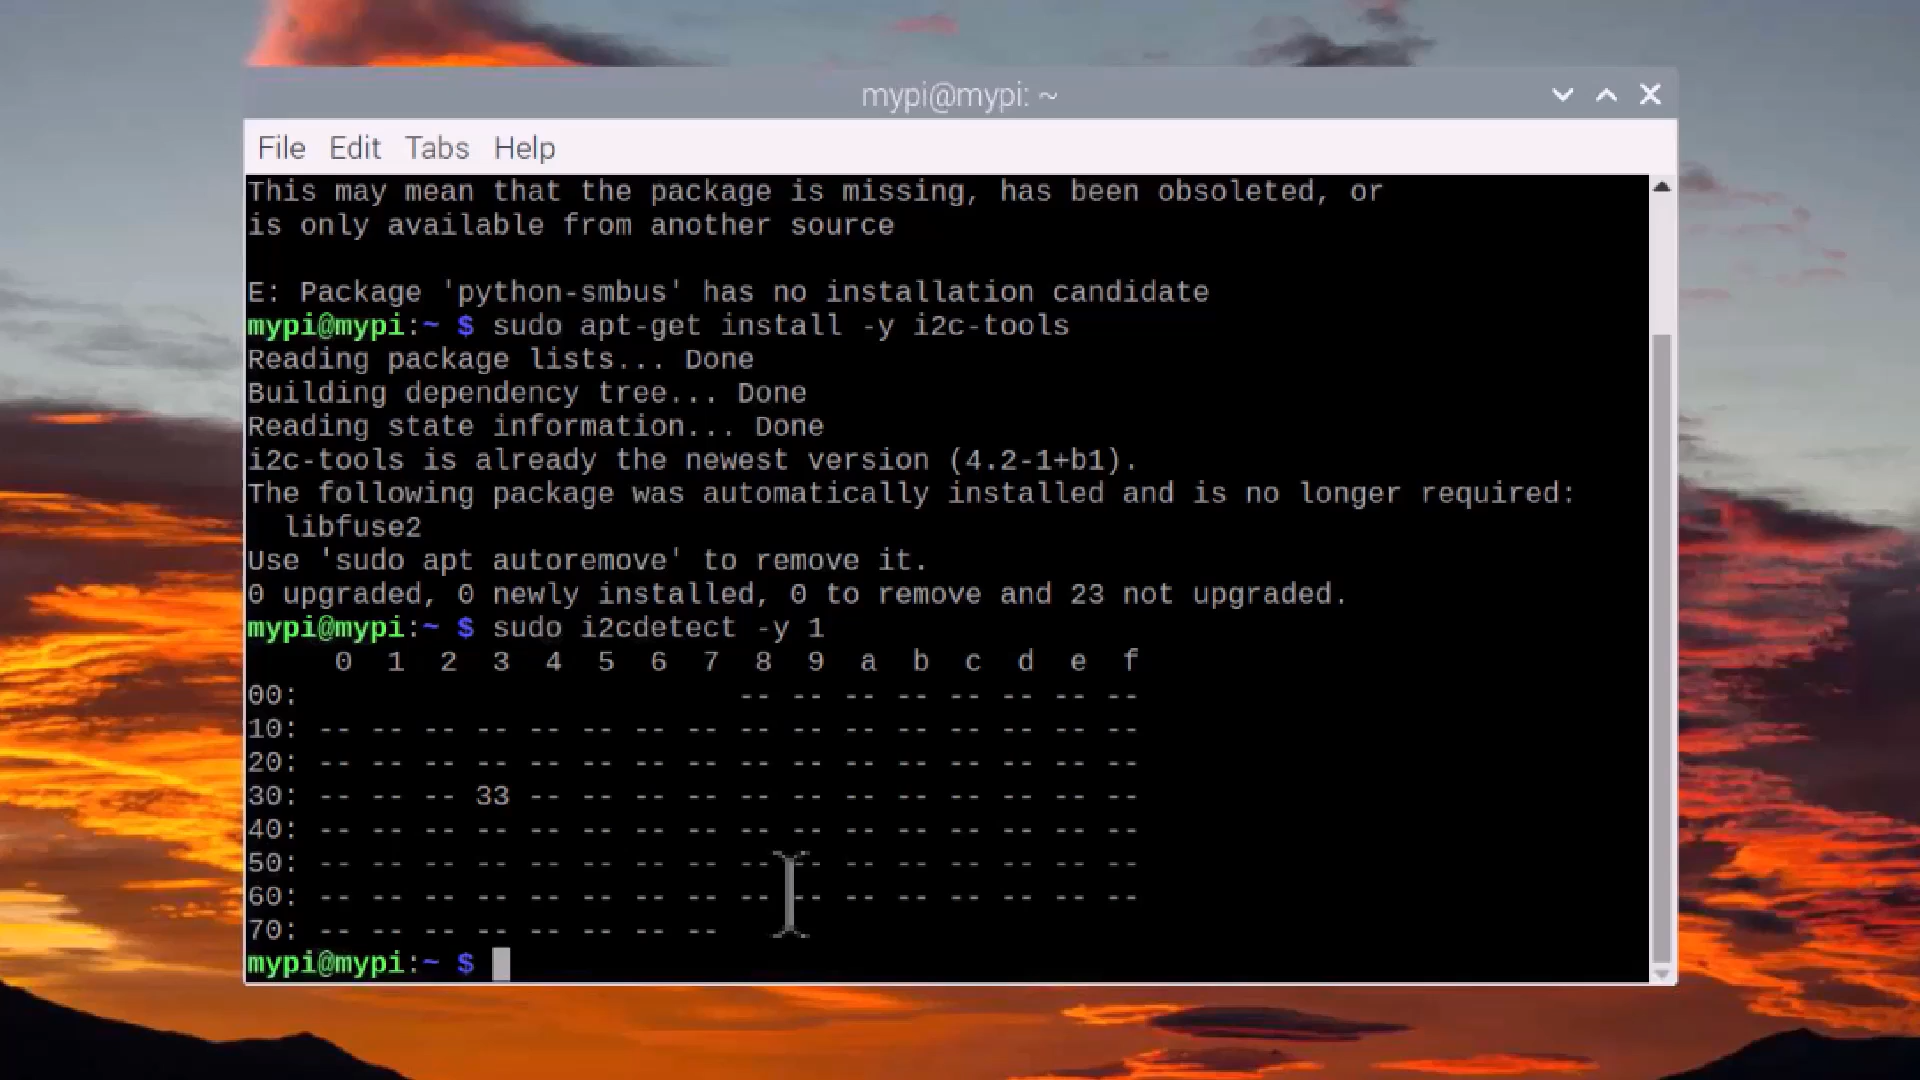 mypi@mypi: ~
File Edit Tabs Help
This may mean that the package is missing, has been obsoleted, or
is only available from another source
E: Package 'python-smbus' has no installation candidate
mypi@mypi:~ $ sudo apt-get install -y i2c-tools
Reading package lists... Done
Building dependency tree... Done
Reading state information... Done
i2c-tools is already the newest version (4.2-1+b1).
The following package was automatically installed and is no longer required:
  libfuse2
Use 'sudo apt autoremove' to remove it.
0 upgraded, 0 newly installed, 0 to remove and 23 not upgraded.
mypi@mypi:~ $ sudo i2cdetect -y 1
     0  1  2  3  4  5  6  7  8  9  a  b  c  d  e  f
00:                         -- -- -- -- -- -- -- --
10: -- -- -- -- -- -- -- -- -- -- -- -- -- -- -- --
20: -- -- -- -- -- -- -- -- -- -- -- -- -- -- -- --
30: -- -- -- 33 -- -- -- -- -- -- -- -- -- -- -- --
40: -- -- -- -- -- -- -- -- -- -- -- -- -- -- -- --
50: -- -- -- -- -- -- -- -- -- -- -- -- -- -- -- --
60: -- -- -- -- -- -- -- -- -- -- -- -- -- -- -- --
70: -- -- -- -- -- -- -- --
mypi@mypi:~ $